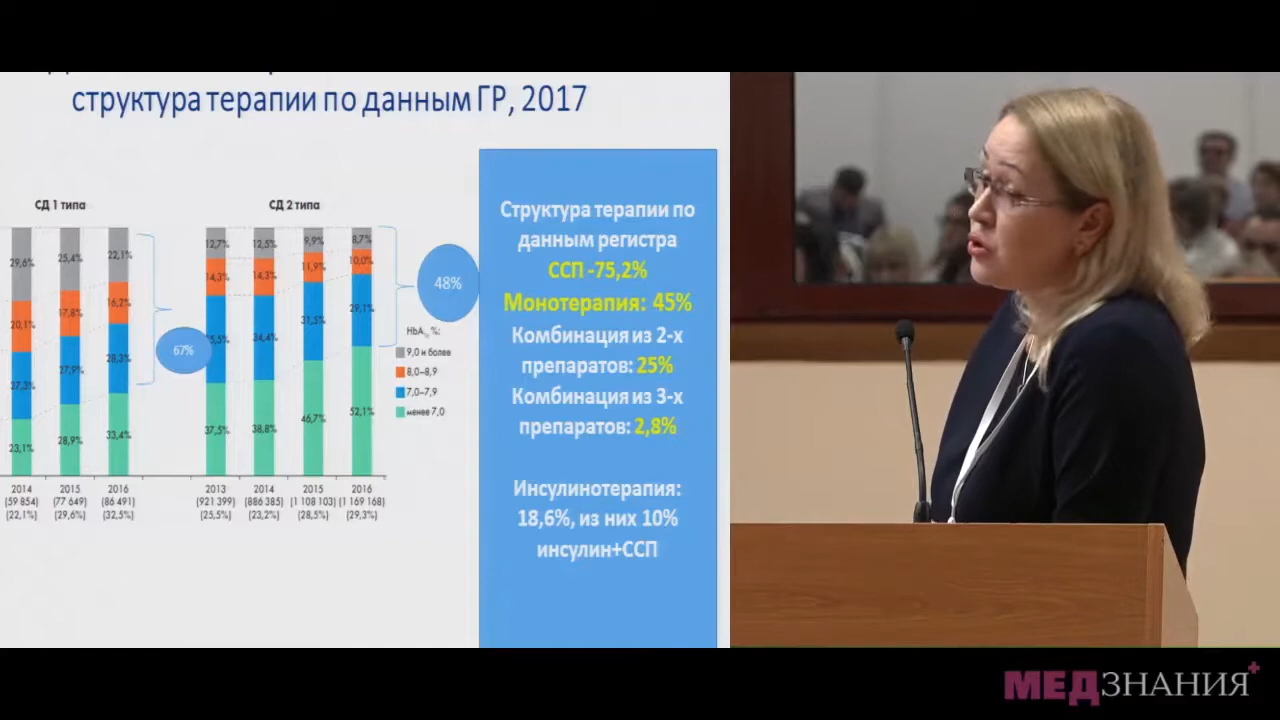 структура терапии по данным ГР, 2017
СД 1 типа
СД 2 типа
29,6%
25,4%
22,1%
20,1%
17,8%
16,2%
27,3%
27,9%
28,3%
23,1%
28,9%
33,4%
67%
12,7%
12,5%
9,9%
8,7%
14,3%
14,3%
11,9%
10,0%
34,4%
31,5%
29,1%
37,5%
38,8%
46,7%
52,1%
48%
HbA1c, %:
9,0 и более
8,0–8,9
7,0–7,9
менее 7,0
2014 2015 2016 2013 2014 2015 2016
(59 854) (77 649) (86 491) (921 399) (886 385) (1 108 103) (1 169 168)
(22,1%) (29,6%) (32,5%) (25,5%) (23,2%) (28,5%) (29,3%)
Структура терапии по
данным регистра
ССП -75,2%
Монотерапия: 45%
Комбинация из 2-х
препаратов: 25%
Комбинация из 3-х
препаратов: 2,8%
Инсулинотерапия:
18,6%, из них 10%
инсулин+ССП
МЕДЗНАНИЯ+